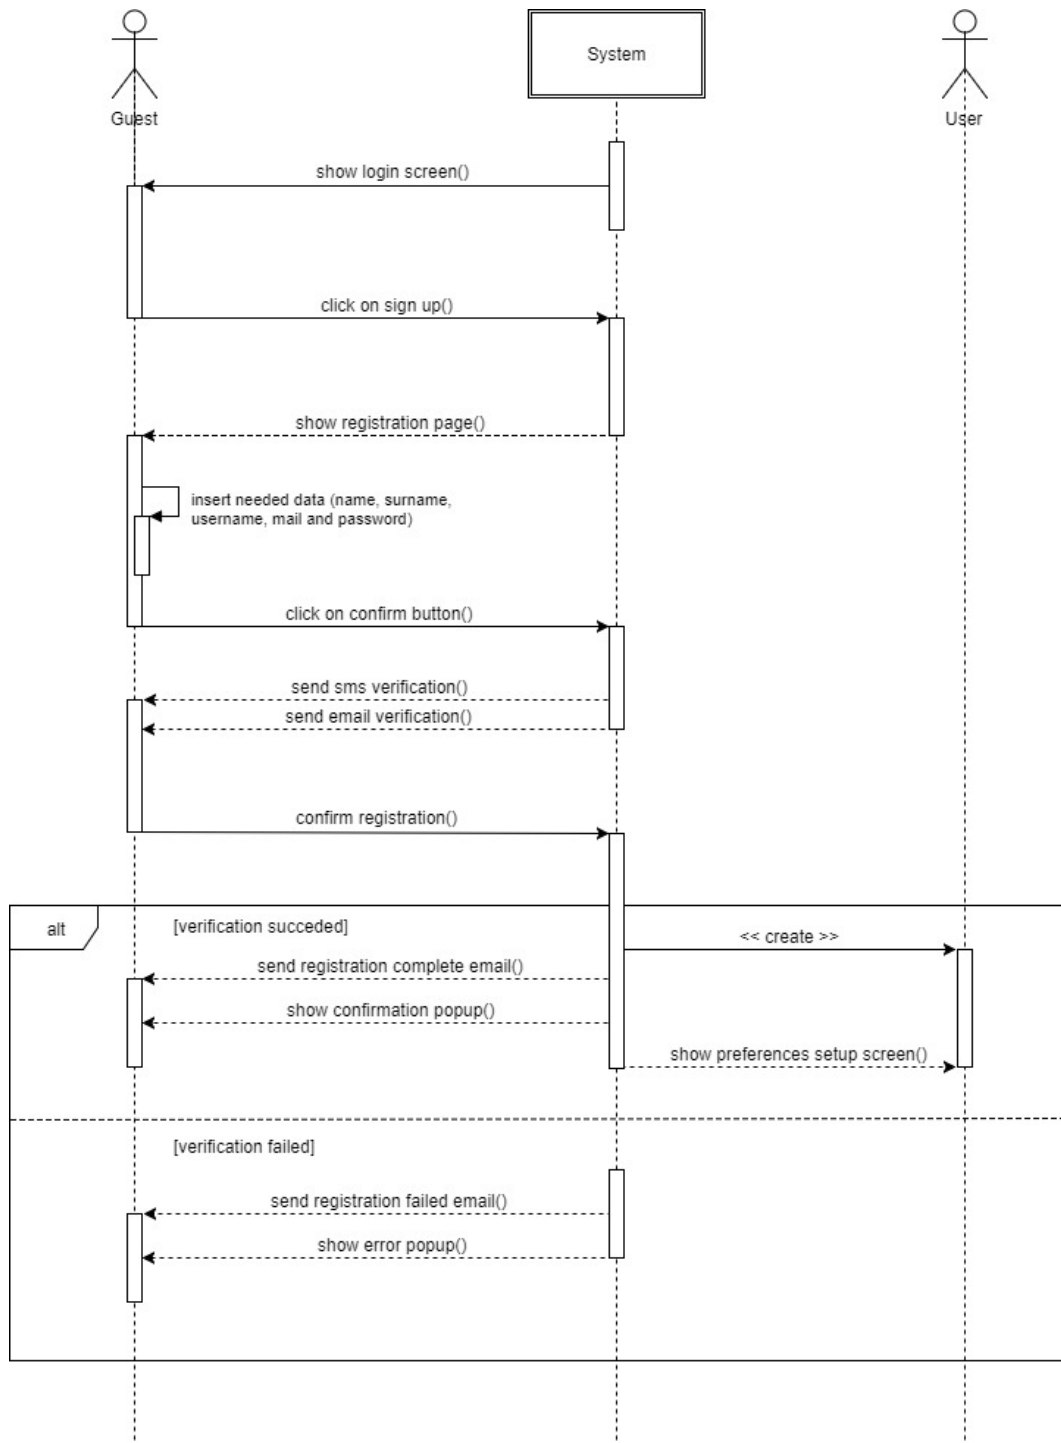 System
Guest
User
show login screen()
click on sign up()
show registration page()
insert needed data (name, surname,
username, mail and password)
click on confirm button()
send sms verification()
send email verification()
confirm registration()
alt
[verification succeded]
<< create >>
send registration complete email()
show confirmation popup()
show preferences setup screen()
[verification failed]
send registration failed email()
show error popup()